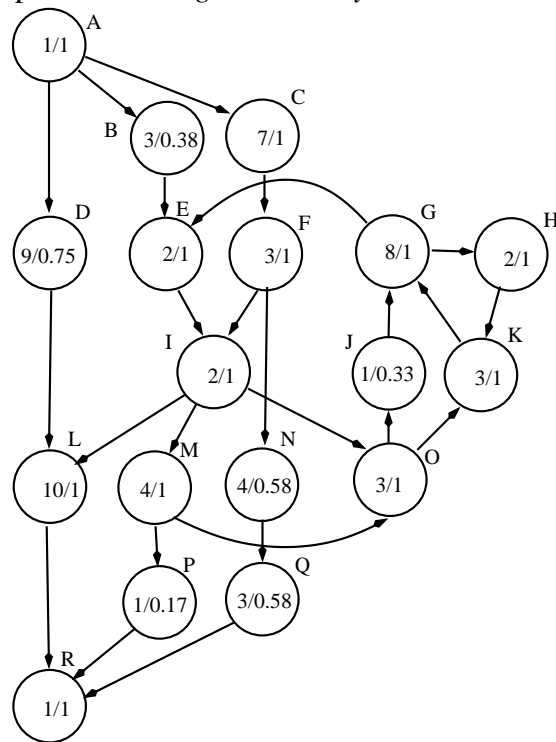 A
1/1
C
B
3/0.38
7/1
D
E
F
G
H
9/0.75
2/1
3/1
8/1
2/1
I
J
K
2/1
1/0.33
3/1
L
M
N
O
10/1
4/1
4/0.58
3/1
P
Q
1/0.17
3/0.58
R
1/1